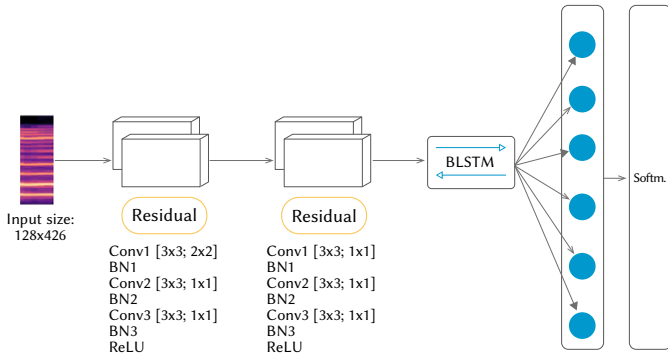 Input size:
128x426
Residual
Conv1 [3x3; 2x2]
BN1
Conv2 [3x3; 1x1]
BN2
Conv3 [3x3; 1x1]
BN3
ReLU
Residual
Conv1 [3x3; 1x1]
BN1
Conv2 [3x3; 1x1]
BN2
Conv3 [3x3; 1x1]
BN3
ReLU
BLSTM
Softm.